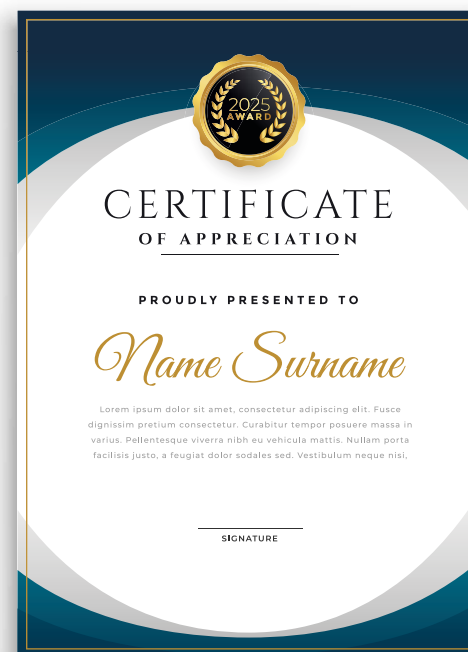 2025
AWARD
CERTIFICATE
OF APPRECIATION
PROUDLY PRESENTED TO
Name Surname
Lorem ipsum dolor sit amet, consectetur adipiscing elit. Fusce
dignissim pretium consectetur. Curabitur tempor posuere massa in
varius. Pellentesque viverra nibh eu vehicula mattis. Nullam porta
facilisis justo, a feugiat dolor sodales sed. Vestibulum neque nisi,
SIGNATURE